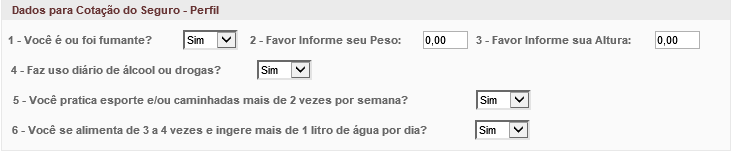 Dados para Cotação do Seguro - Perfil
1 - Você é ou foi fumante? Sim 2 - Favor Informe seu Peso: 0,00 3 - Favor Informe sua Altura: 0,00
4 - Faz uso diário de álcool ou drogas? Sim
5 - Você pratica esporte e/ou caminhadas mais de 2 vezes por semana? Sim
6 - Você se alimenta de 3 a 4 vezes e ingere mais de 1 litro de água por dia? Sim